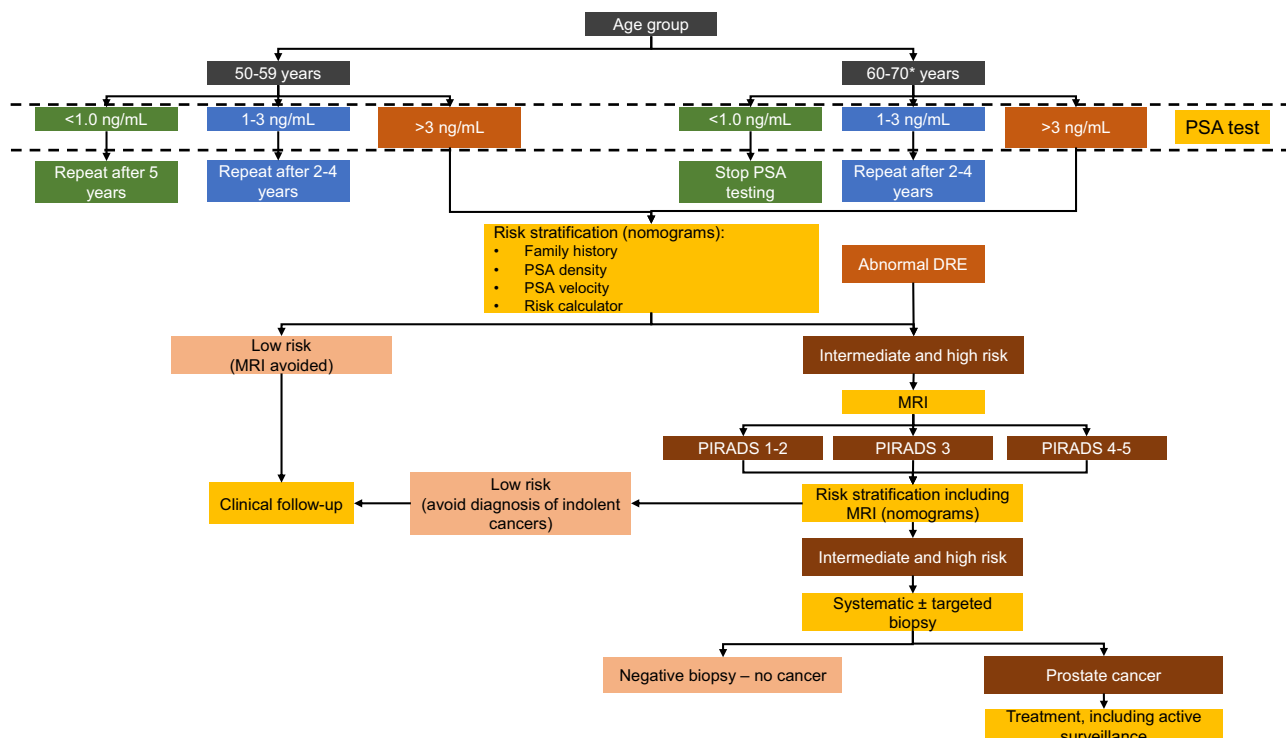 Age group
50-59 years
60-70* years
<1.0 ng/mL
1-3 ng/mL
>3 ng/mL
<1.0 ng/mL
1-3 ng/mL
>3 ng/mL
PSA test
Repeat after 5
years
Repeat after 2-4
years
Stop PSA
testing
Repeat after 2-4
years
Risk stratification (nomograms):
• Family history
• PSA density
• PSA velocity
• Risk calculator
Abnormal DRE
Low risk
(MRI avoided)
Intermediate and high risk
MRI
PIRADS 1-2
PIRADS 3
PIRADS 4-5
Clinical follow-up
Low risk
(avoid diagnosis of indolent
cancers)
Risk stratification including
MRI (nomograms)
Intermediate and high risk
Systematic ± targeted
biopsy
Negative biopsy – no cancer
Prostate cancer
Treatment, including active
surveillance